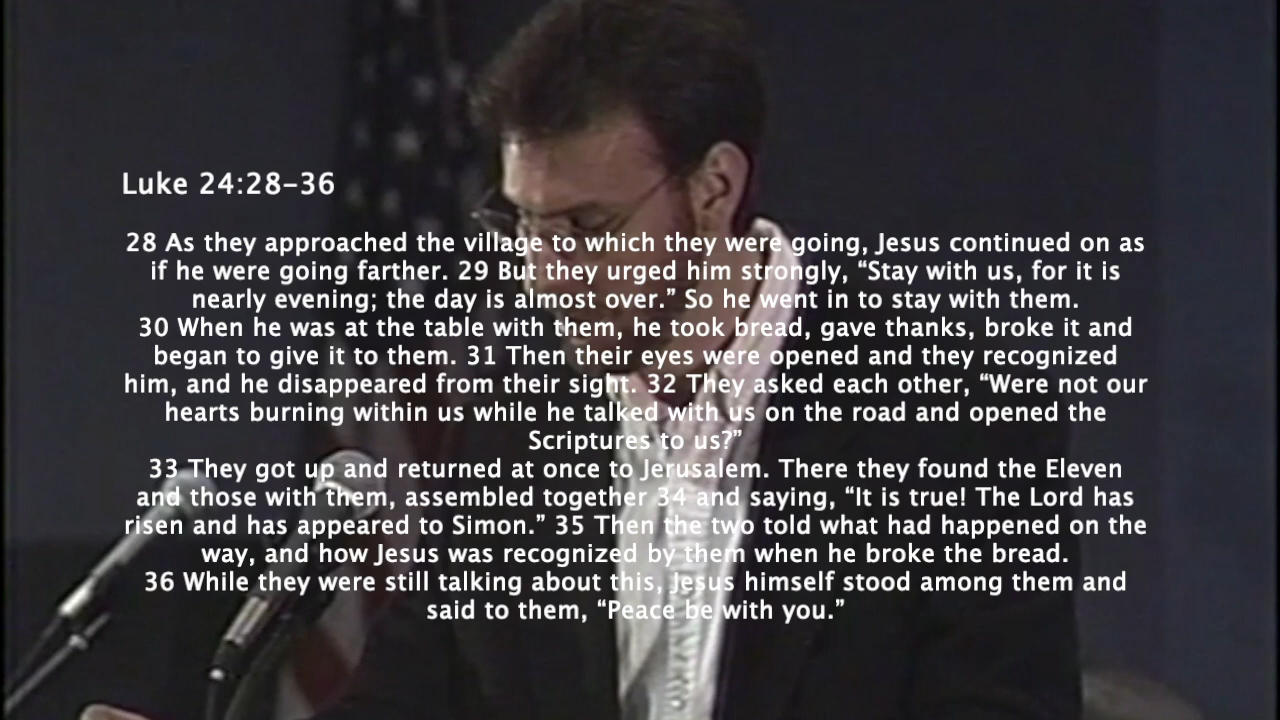 Luke 24:28-36
28 As they approached the village to which they were going, Jesus continued on as
if he were going farther. 29 But they urged him strongly, “Stay with us, for it is
nearly evening; the day is almost over.” So he went in to stay with them.
30 When he was at the table with them, he took bread, gave thanks, broke it and
began to give it to them. 31 Then their eyes were opened and they recognized
him, and he disappeared from their sight. 32 They asked each other, “Were not our
hearts burning within us while he talked with us on the road and opened the
Scriptures to us?”
33 They got up and returned at once to Jerusalem. There they found the Eleven
and those with them, assembled together 34 and saying, “It is true! The Lord has
risen and has appeared to Simon.” 35 Then the two told what had happened on the
way, and how Jesus was recognized by them when he broke the bread.
36 While they were still talking about this, Jesus himself stood among them and
said to them, “Peace be with you.”